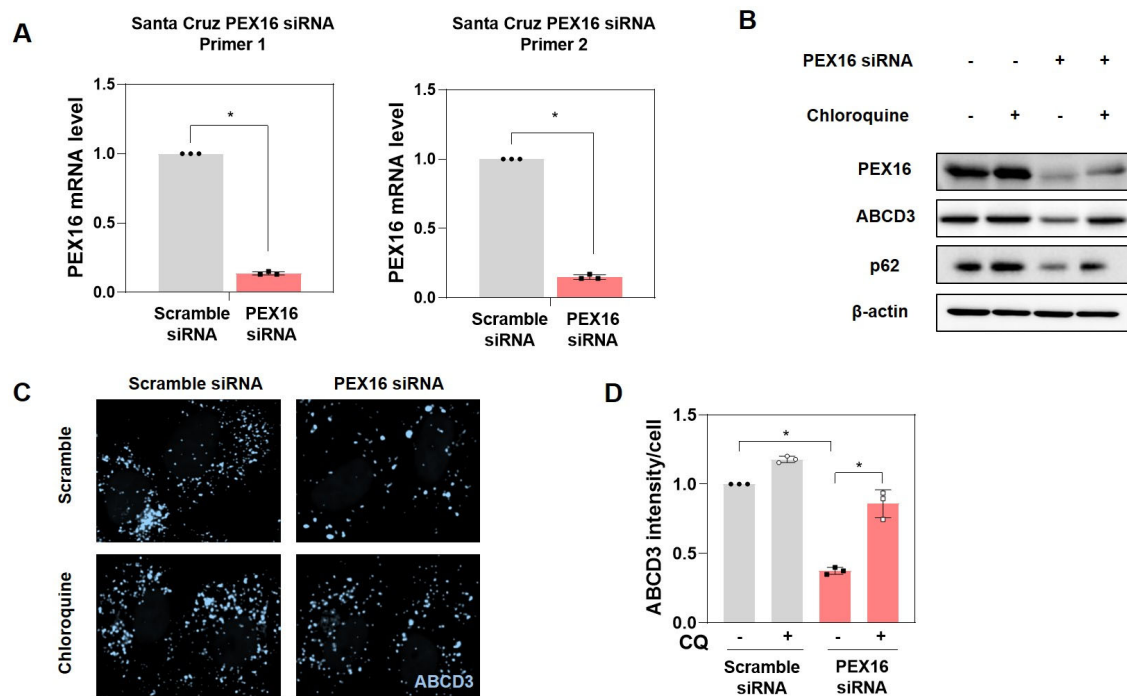 A
Santa Cruz PEX16 siRNA
Primer 1
PEX16 mRNA level
1.5
1.0
0.5
0.0
*
Scramble
siRNA
PEX16
siRNA
Santa Cruz PEX16 siRNA
Primer 2
PEX16 mRNA level
1.5
1.0
0.5
0.0
*
Scramble
siRNA
PEX16
siRNA
B
PEX16 siRNA - - + +
Chloroquine - + - +
PEX16
ABCD3
p62
β-actin
C
Scramble siRNA PEX16 siRNA
Scramble
Chloroquine
ABCD3
D
ABCD3 intensity/cell
1.5
1.0
0.5
0.0
*
*
CQ - + - +
Scramble
siRNA
PEX16
siRNA